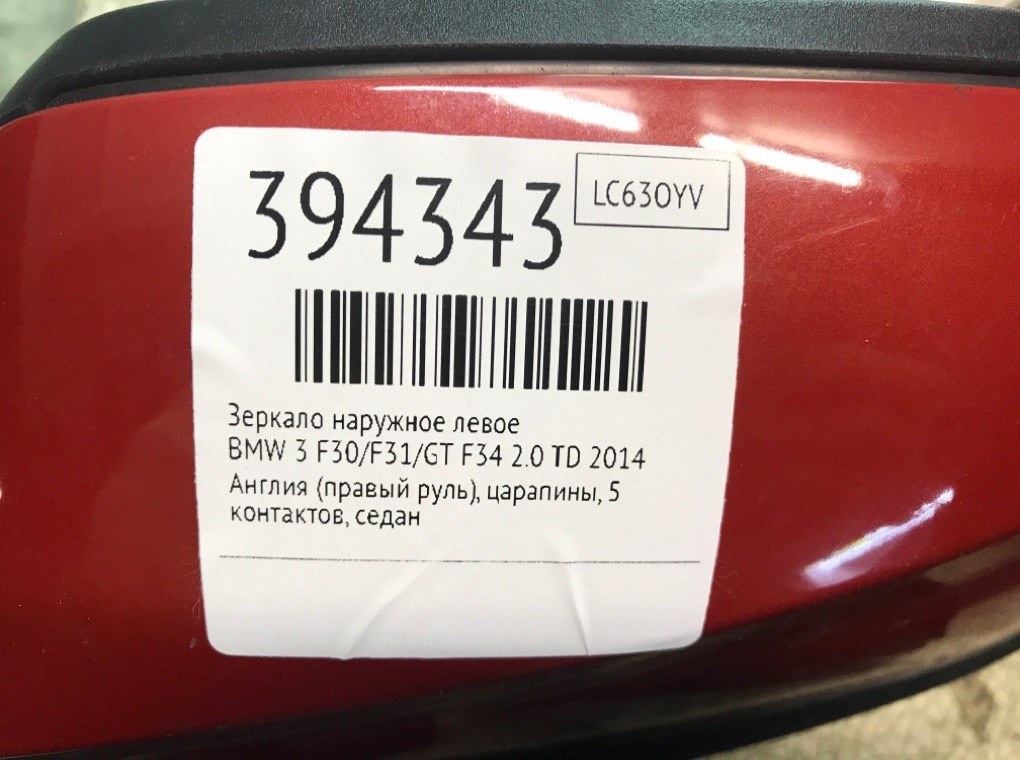 394343
LC630YV
Зеркало наружное левое
BMW 3 F30/F31/GT F34 2.0 TD 2014
Англия (правый руль), царапины, 5
контактов, седан